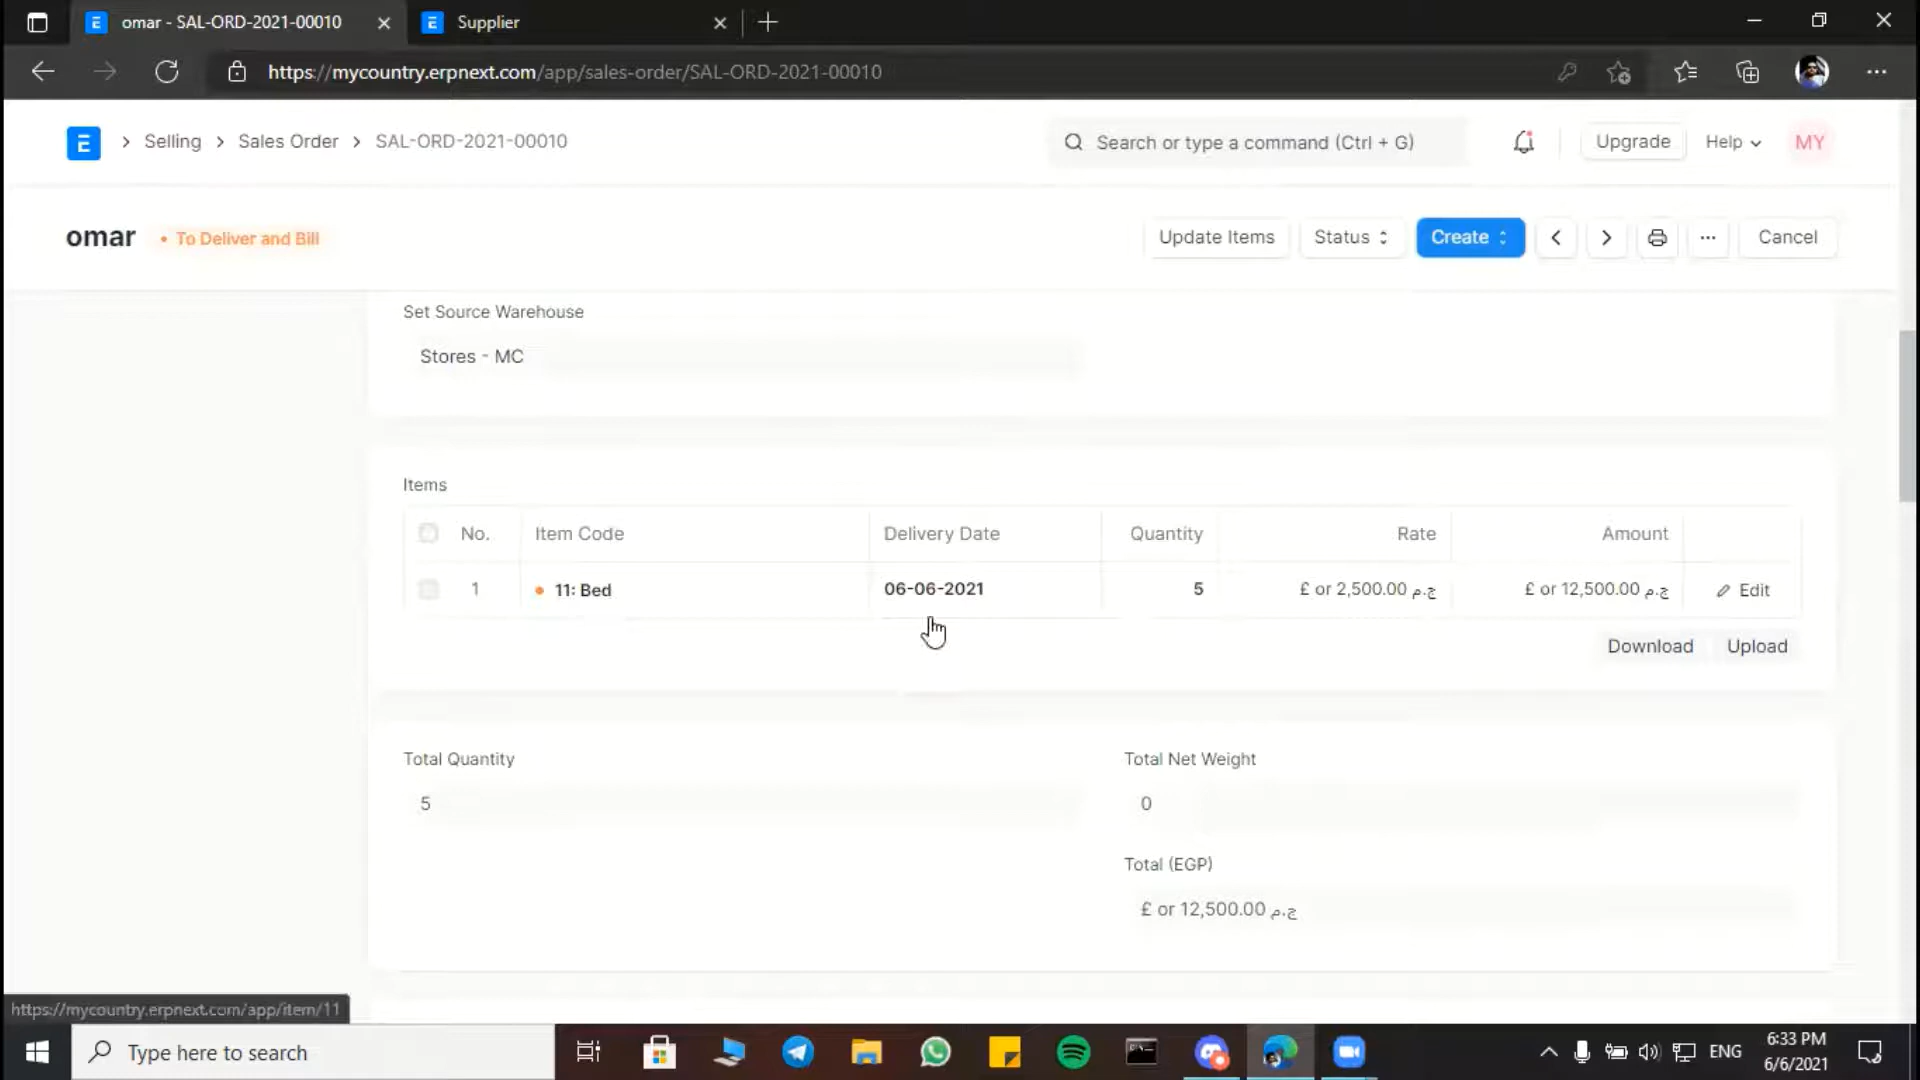 omar - SAL-ORD-2021-00010
Supplier
https://mycountry.erpnext.com/app/sales-order/SAL-ORD-2021-00010
E
Selling
Sales Order
SAL-ORD-2021-00010
Search or type a command (Ctrl + G)
Upgrade
Help
MY
omar
• To Deliver and Bill
Update Items
Status
Create
Cancel
Set Source Warehouse
Stores - MC
Items
No.
Item Code
Delivery Date
Quantity
Rate
Amount
1
11: Bed
06-06-2021
5
£ or 2,500.00 ج.م
£ or 12,500.00 ج.م
Edit
Download
Upload
Total Quantity
Total Net Weight
5
0
Total (EGP)
£ or 12,500.00 ج.م
https://mycountry.erpnext.com/app/item/11
Type here to search
ENG
6:33 PM
6/6/2021